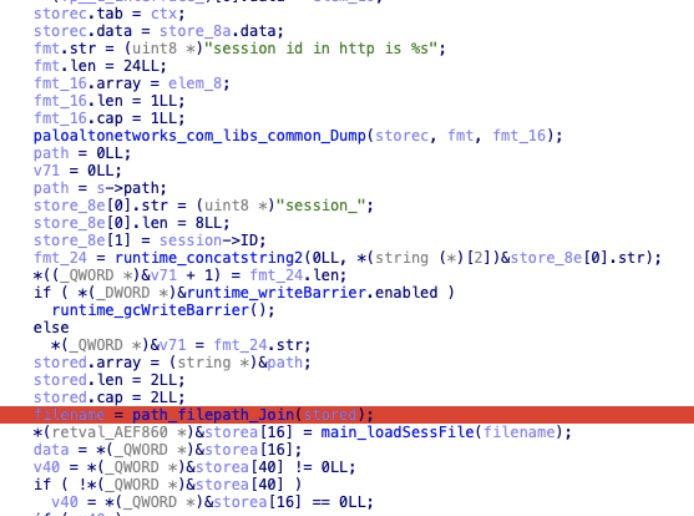 storec.tab = ctx;
storec.data = store_8a.data;
fmt.str = (uint8 *)"session id in http is %s";
fmt.len = 24LL;
fmt_16.array = elem_8;
fmt_16.len = 1LL;
fmt_16.cap = 1LL;
paloaltonetworks_com_libs_common_Dump(storec, fmt, fmt_16);
path = 0LL;
v71 = 0LL;
path = s->path;
store_8e[0].str = (uint8 *)"session_";
store_8e[0].len = 8LL;
store_8e[1] = session->ID;
fmt_24 = runtime_concatstring2(0LL, *(string (*)[2])&store_8e[0].str);
*((_QWORD *)&v71 + 1) = fmt_24.len;
if ( *(_DWORD *)&runtime_writeBarrier.enabled )
runtime_gcWriteBarrier();
else
*(_QWORD *)&v71 = fmt_24.str;
stored.array = (string *)&path;
stored.len = 2LL;
stored.cap = 2LL;
filename = path_filepath_Join(stored);
*(retval_AEF860 *)&storea[16] = main_loadSessFile(filename);
data = *(_QWORD *)&storea[16];
v40 = *(_QWORD *)&storea[40] != 0LL;
if ( !*(_QWORD *)&storea[40] )
v40 = *(_QWORD *)&storea[16] == 0LL;